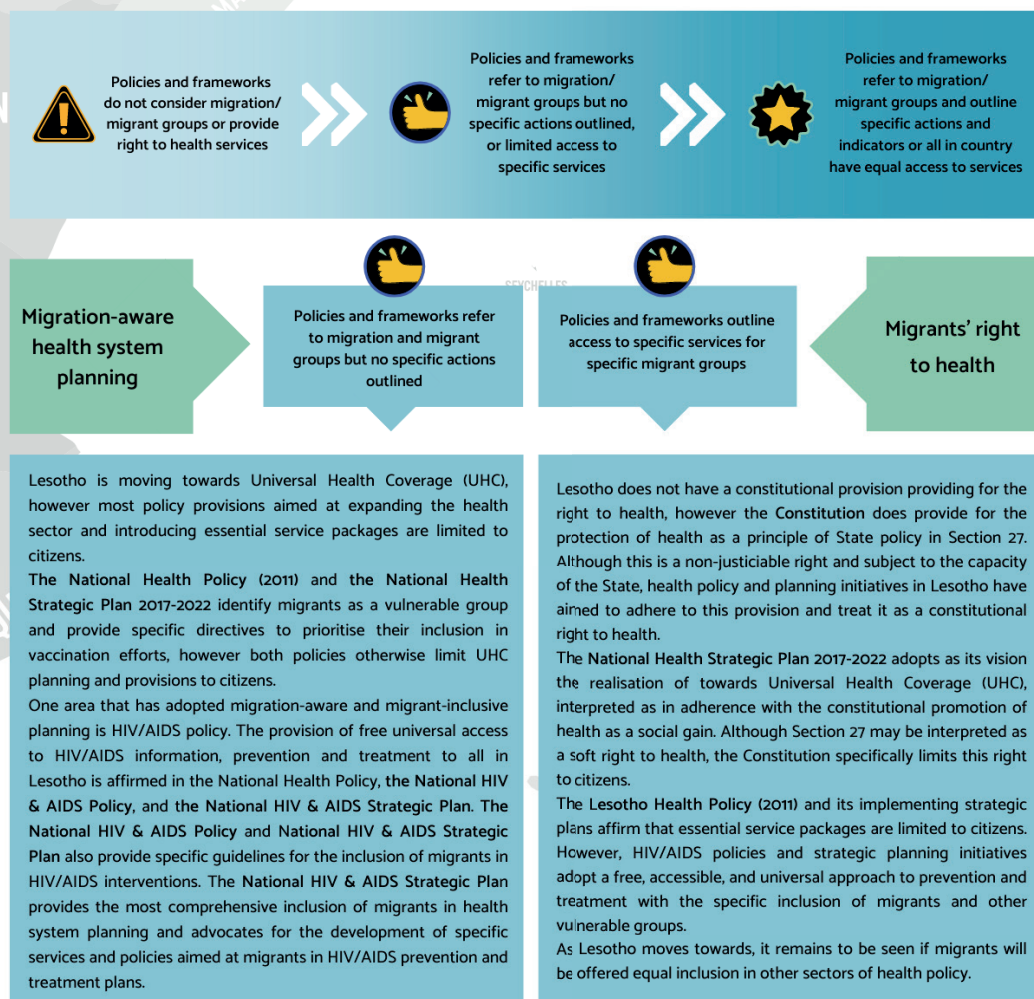 Policies and frameworks
do not consider migration/
migrant groups or provide
right to health services
Policies and frameworks
refer to migration/
migrant groups but no
specific actions outlined,
or limited access to
specific services
Policies and frameworks
refer to migration/
migrant groups and outline
specific actions and
indicators or all in country
have equal access to services
Migration-aware
health system
planning
Policies and frameworks refer
to migration and migrant
groups but no specific actions
outlined
SEYCHELLES
Policies and frameworks outline
access to specific services for
specific migrant groups
Migrants' right
to health
Lesotho is moving towards Universal Health Coverage (UHC),
however most policy provisions aimed at expanding the health
sector and introducing essential service packages are limited to
citizens.
The National Health Policy (2011) and the National Health
Strategic Plan 2017-2022 identify migrants as a vulnerable group
and provide specific directives to prioritise their inclusion in
vaccination efforts, however both policies otherwise limit UHC
planning and provisions to citizens.
One area that has adopted migration-aware and migrant-inclusive
planning is HIV/AIDS policy. The provision of free universal access
to HIV/AIDS information, prevention and treatment to all in
Lesotho is affirmed in the National Health Policy, the National HIV
& AIDS Policy, and the National HIV & AIDS Strategic Plan. The
National HIV & AIDS Policy and National HIV & AIDS Strategic
Plan also provide specific guidelines for the inclusion of migrants in
HIV/AIDS interventions. The National HIV & AIDS Strategic Plan
provides the most comprehensive inclusion of migrants in health
system planning and advocates for the development of specific
services and policies aimed at migrants in HIV/AIDS prevention and
treatment plans.
Lesotho does not have a constitutional provision providing for the
right to health, however the Constitution does provide for the
protection of health as a principle of State policy in Section 27.
Although this is a non-justiciable right and subject to the capacity
of the State, health policy and planning initiatives in Lesotho have
aimed to adhere to this provision and treat it as a constitutional
right to health.
The National Health Strategic Plan 2017-2022 adopts as its vision
the realisation of towards Universal Health Coverage (UHC),
interpreted as in adherence with the constitutional promotion of
health as a social gain. Although Section 27 may be interpreted as
a soft right to health, the Constitution specifically limits this right
to citizens.
The Lesotho Health Policy (2011) and its implementing strategic
plans affirm that essential service packages are limited to citizens.
However, HIV/AIDS policies and strategic planning initiatives
adopt a free, accessible, and universal approach to prevention and
treatment with the specific inclusion of migrants and other
vulnerable groups.
As Lesotho moves towards, it remains to be seen if migrants will
be offered equal inclusion in other sectors of health policy.